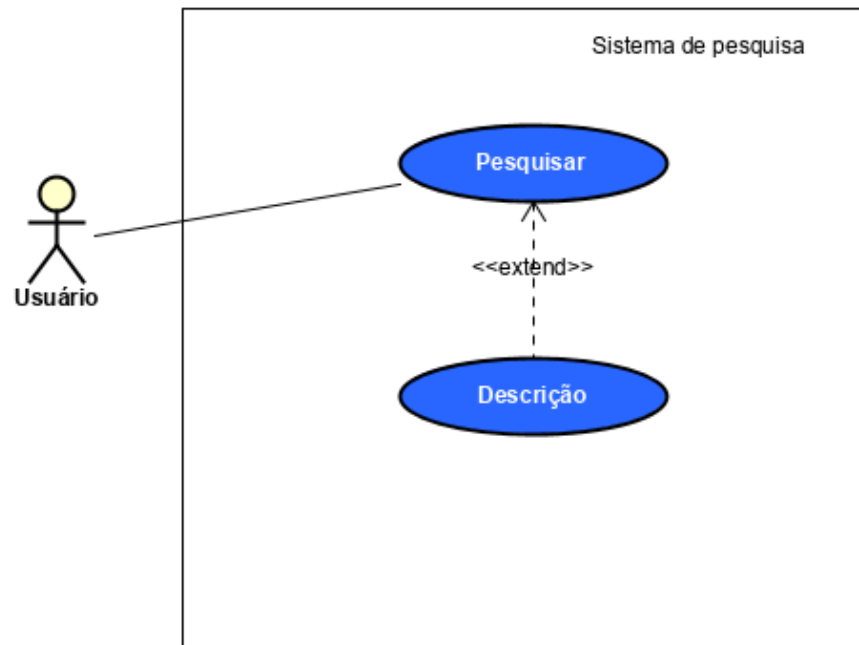 Sistema de pesquisa
Pesquisar
<<extend>>
Usuário
Descrição